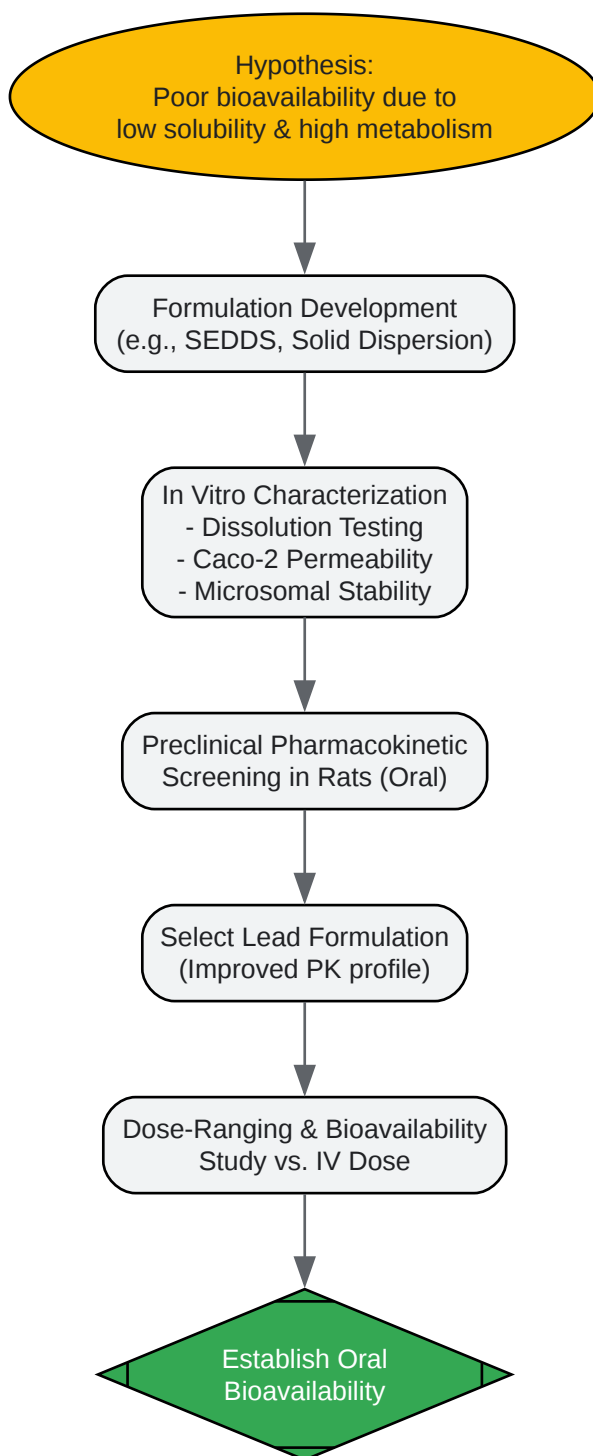 Hypothesis:
Poor bioavailability due to
low solubility & high metabolism
Formulation Development
(e.g., SEDDS, Solid Dispersion)
In Vitro Characterization
- Dissolution Testing
- Caco-2 Permeability
- Microsomal Stability
Preclinical Pharmacokinetic
Screening in Rats (Oral)
Select Lead Formulation
(Improved PK profile)
Dose-Ranging & Bioavailability
Study vs. IV Dose
Establish Oral
Bioavailability